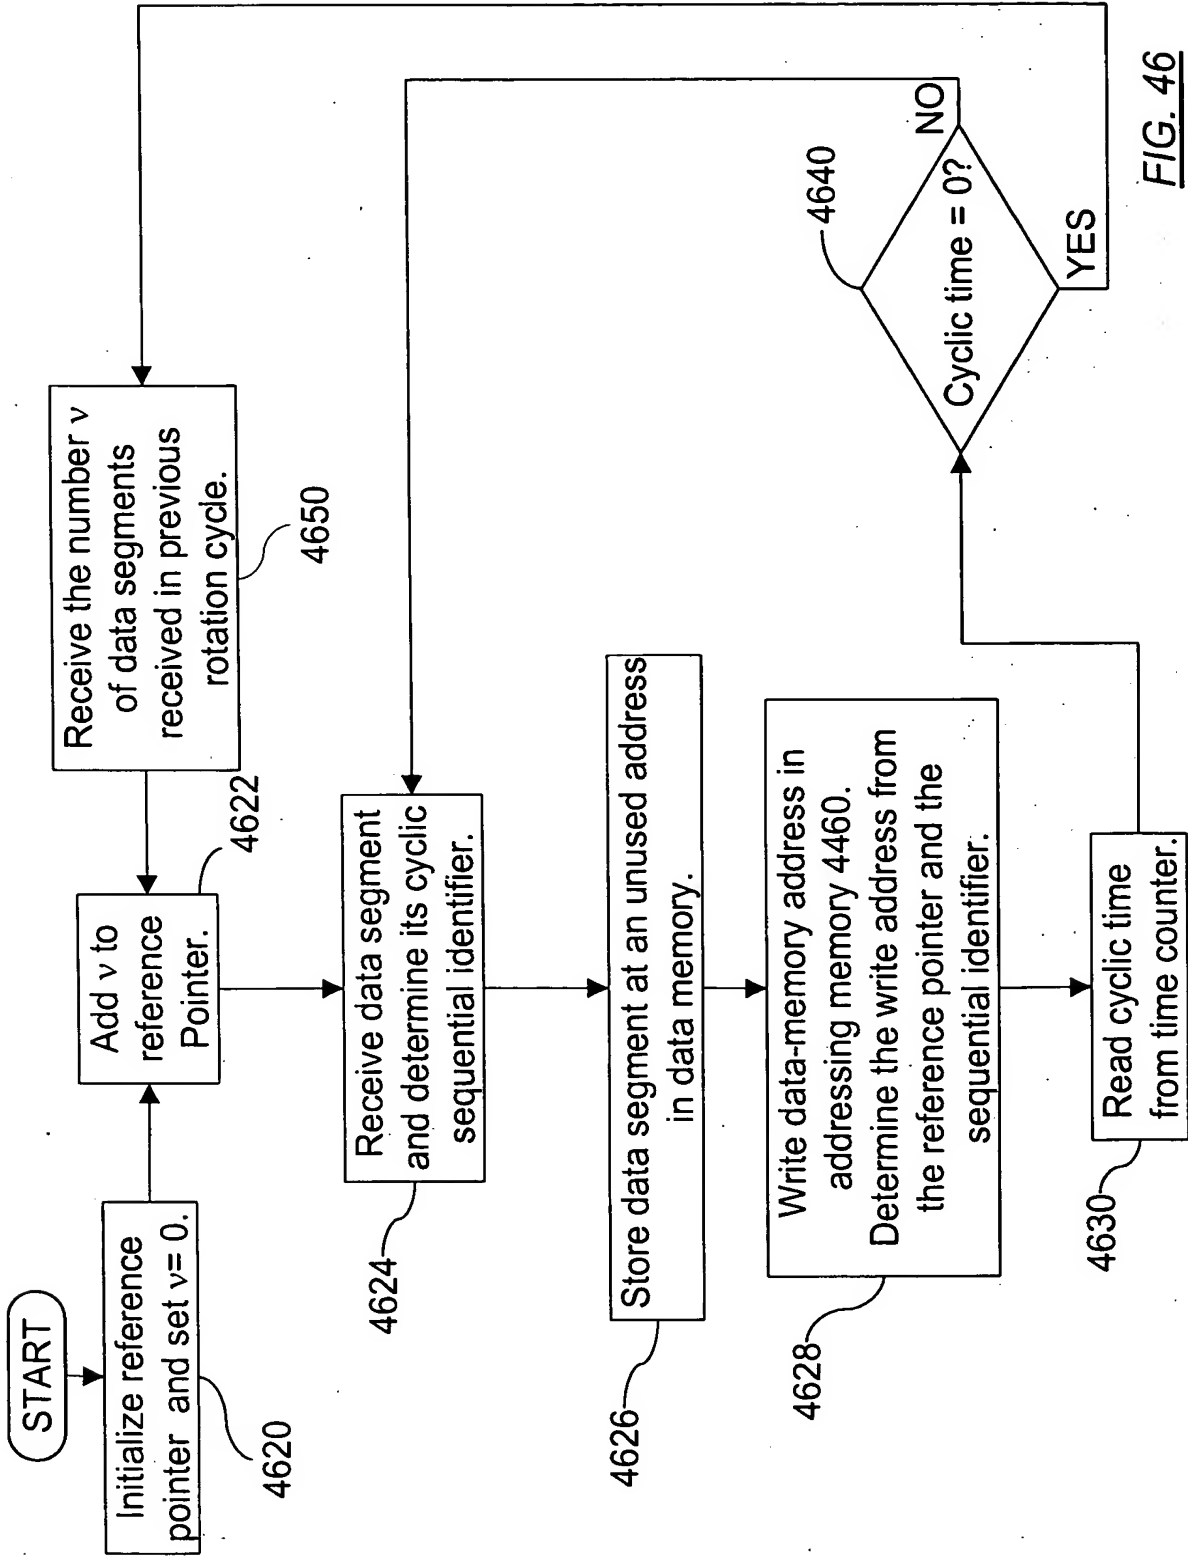 START
Initialize reference
pointer and set ν= 0.
4620
Add ν to
reference
Pointer.
4622
Receive the number ν
of data segments
received in previous
rotation cycle.
4650
Receive data segment
and determine its cyclic
sequential identifier.
4624
Store data segment at an unused address
in data memory.
4626
Write data-memory address in
addressing memory 4460.
Determine the write address from
the reference pointer and the
sequential identifier.
4628
Read cyclic time
from time counter.
4630
Cyclic time = 0?
4640
NO
YES
FIG. 46